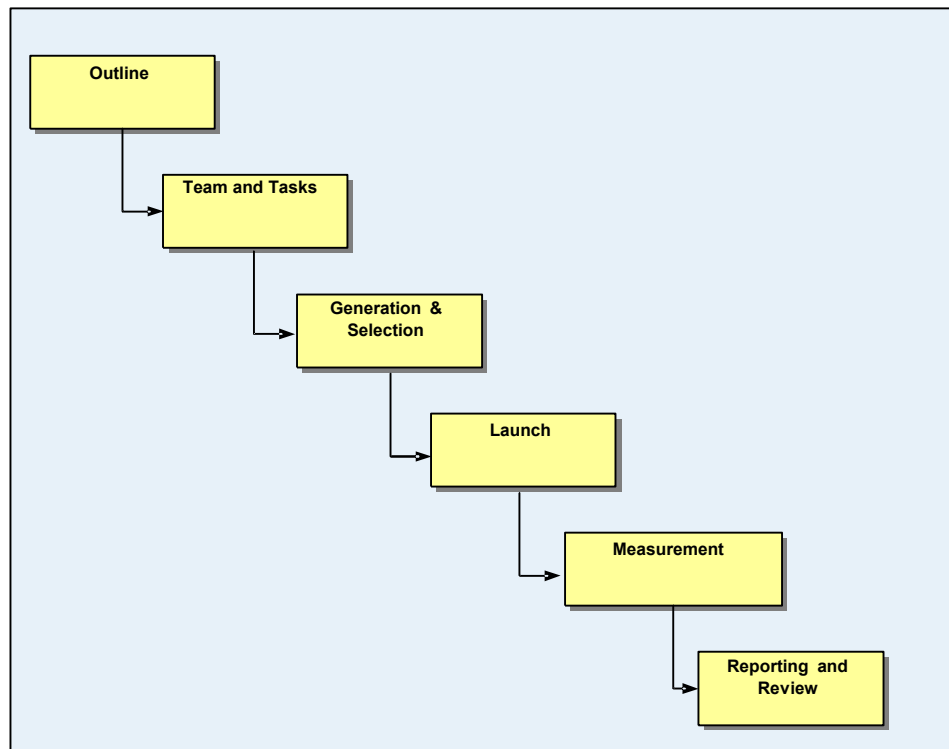 Outline
Team and Tasks
Generation &
Selection
Launch
Measurement
Reporting and
Review